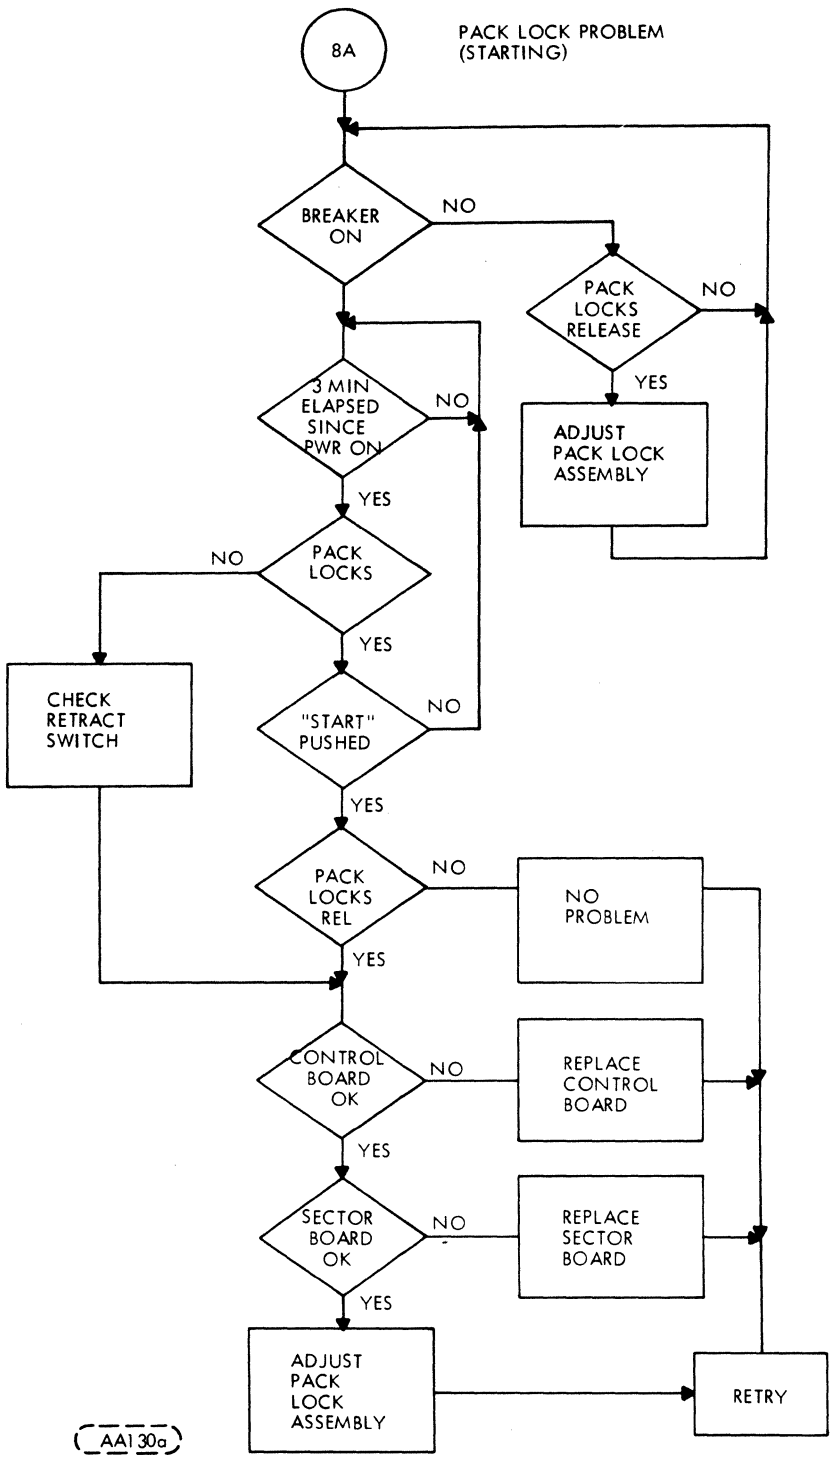 8A
PACK LOCK PROBLEM
(STARTING)
BREAKER
ON
NO
PACK
LOCKS
RELEASE
NO
YES
ADJUST
PACK LOCK
ASSEMBLY
3 MIN
ELAPSED
SINCE
PWR ON
NO
YES
PACK
LOCKS
NO
YES
CHECK
RETRACT
SWITCH
"START"
PUSHED
NO
YES
PACK
LOCKS
REL
NO
NO
PROBLEM
YES
CONTROL
BOARD
OK
NO
REPLACE
CONTROL
BOARD
YES
SECTOR
BOARD
OK
NO
REPLACE
SECTOR
BOARD
YES
ADJUST
PACK
LOCK
ASSEMBLY
RETRY
AA130a